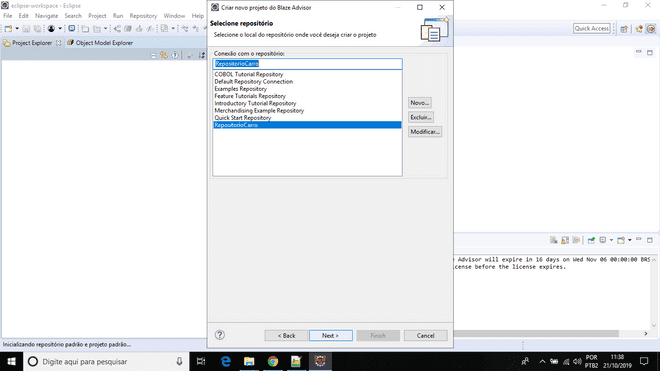 eclipse-workspace - Eclipse
File Edit Navigate Search Project Run Repository Window Help
Quick Access
Project Explorer
Object Model Explorer
Criar novo projeto do Blaze Advisor
Selecione repositório
Selecione o local do repositório onde você deseja criar o projeto
Conexão com o repositório:
RepositorioCarro
COBOL Tutorial Repository
Default Repository Connection
Examples Repository
Feature Tutorials Repository
Introductory Tutorial Repository
Merchandising Example Repository
Quick Start Repository
RepositorioCarro
Novo...
Excluir...
Modificar...
Advisor will expire in 16 days on Wed Nov 06 00:00:00 BRS
icense before the license expires.
< Back
Next >
Finish
Cancel
Inicializando repositório padrão e projeto padrão...
Digite aqui para pesquisar
POR
PTB2
11:38
21/10/2019